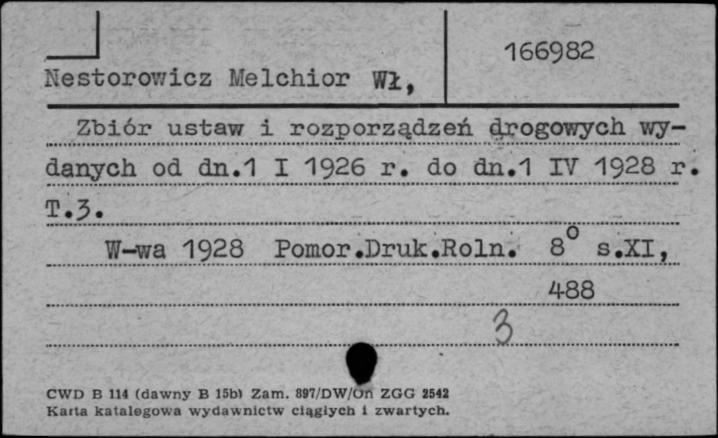 166982
Nestorowicz Melchior Wł,
Zbiór ustaw i rozporządzeń drogowych wy-
danych od dn.1 I 1926 r. do dn.1 IV 1928 r.
T.3.
W-wa 1928 Pomor.Druk.Roln. 8° s.XI,
488
3
CWD B 114 (dawny B 15b) Zam. 897/DW/On ZGG 2542
Karta katalogowa wydawnictw ciągłych i zwartych.